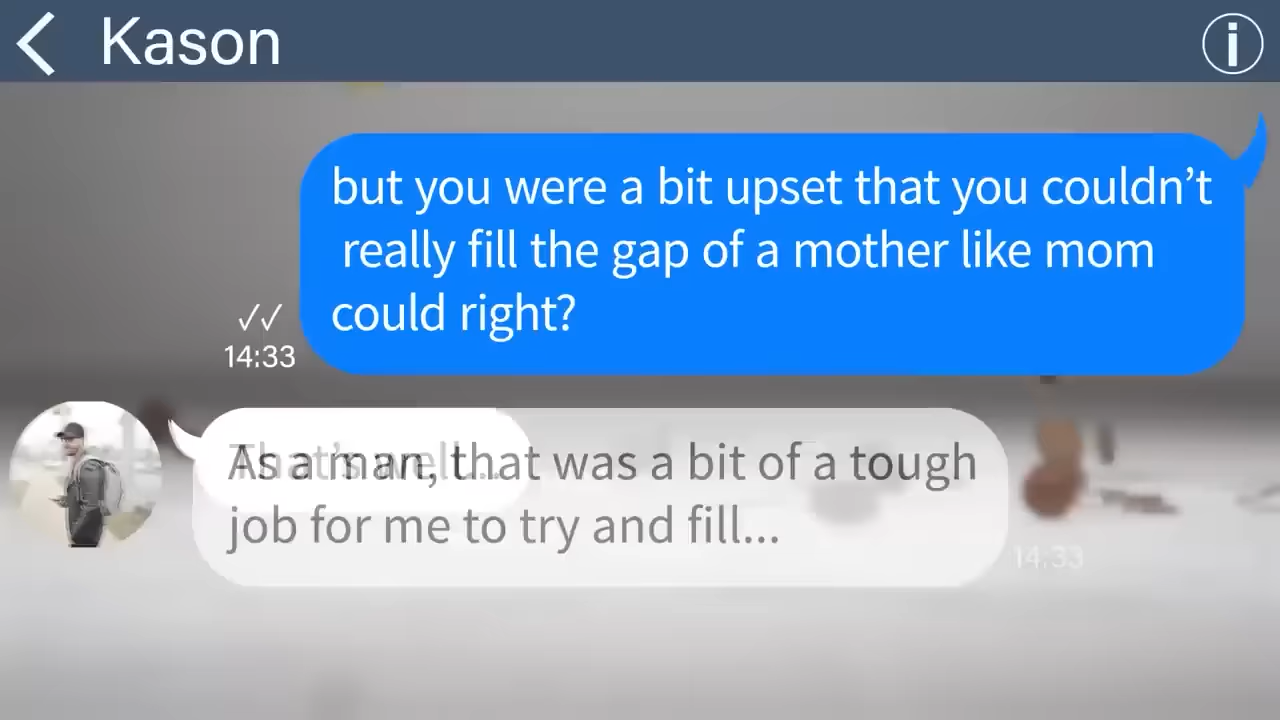 Kason
but you were a bit upset that you couldn’t
really fill the gap of a mother like mom
could right?
14:33
As a man, that was a bit of a tough
job for me to try and fill...
14:33